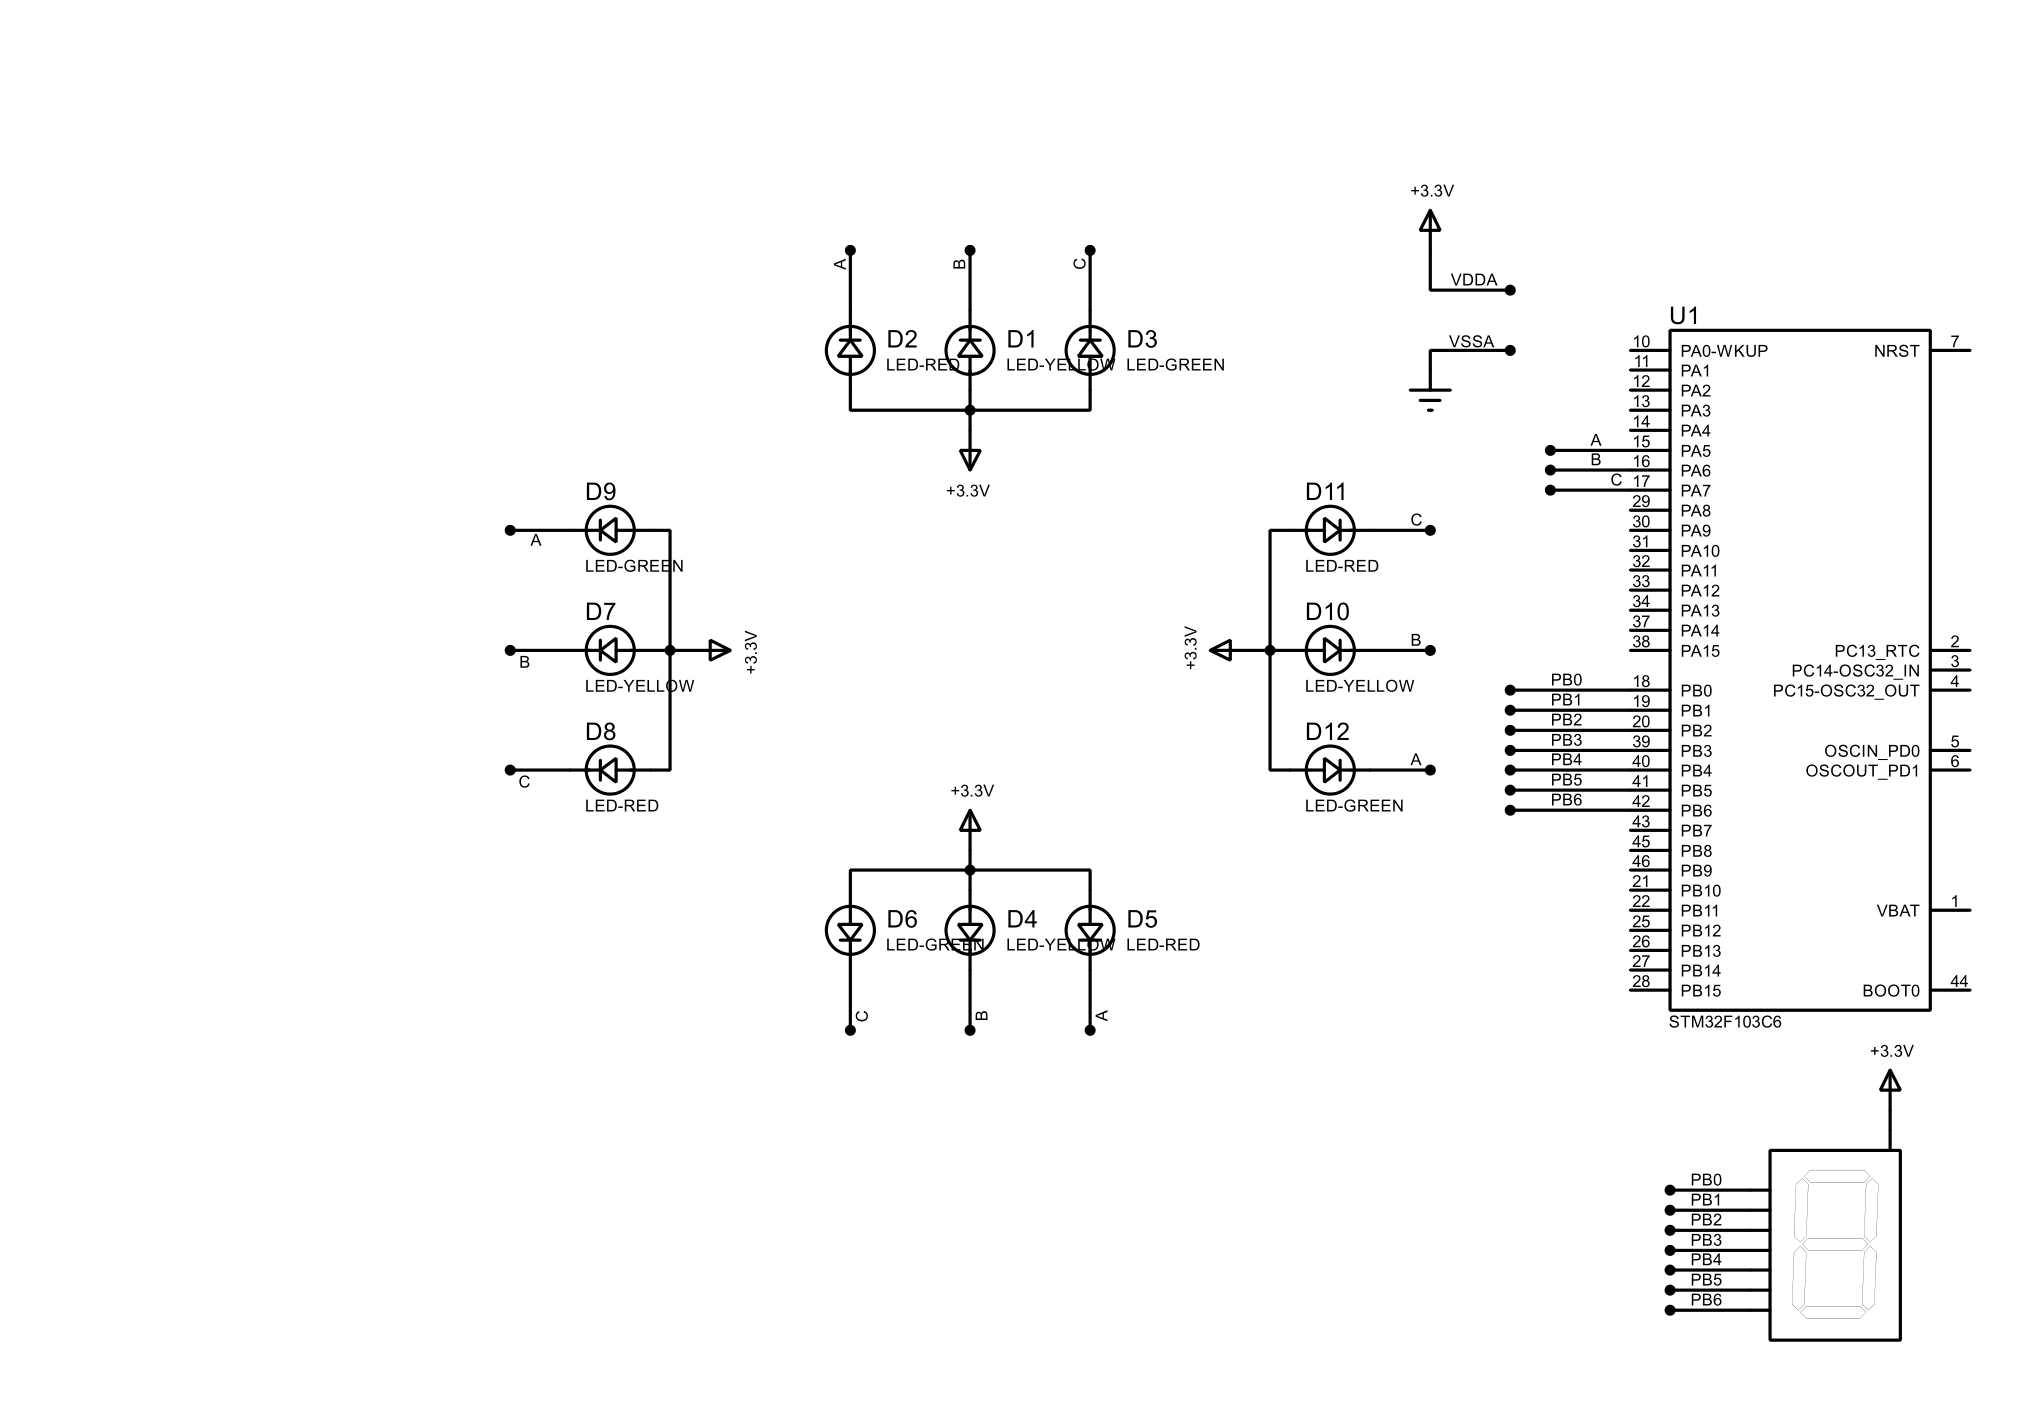 +3.3V
A
B
C
VDDA
VSSA
D2
LED-RED
D1
LED-YELLOW
D3
LED-GREEN
+3.3V
D9
A
LED-GREEN
D7
B
LED-YELLOW
+3.3V
D8
C
LED-RED
D11
C
LED-RED
+3.3V
D10
B
LED-YELLOW
D12
A
LED-GREEN
+3.3V
D6
LED-GREEN
D4
LED-YELLOW
D5
LED-RED
C
B
A
U1
10 PA0-WKUP NRST 7
11 PA1
12 PA2
13 PA3
14 PA4
A 15 PA5
B 16 PA6
C 17 PA7
29 PA8
30 PA9
31 PA10
32 PA11
33 PA12
34 PA13
37 PA14
38 PA15 PC13_RTC 2
PC14-OSC32_IN 3
PB0 18 PB0 PC15-OSC32_OUT 4
PB1 19 PB1
PB2 20 PB2
PB3 39 PB3 OSCIN_PD0 5
PB4 40 PB4 OSCOUT_PD1 6
PB5 41 PB5
PB6 42 PB6
43 PB7
45 PB8
46 PB9
21 PB10
22 PB11 VBAT 1
25 PB12
26 PB13
27 PB14
28 PB15 BOOT0 44
STM32F103C6
+3.3V
PB0
PB1
PB2
PB3
PB4
PB5
PB6